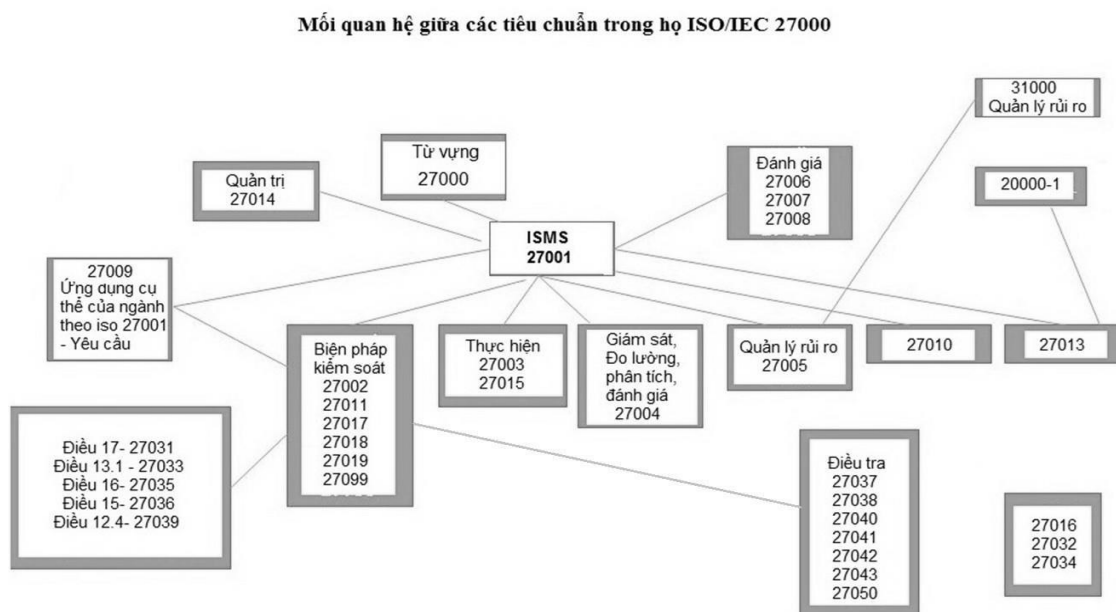 Mối quan hệ giữa các tiêu chuẩn trong họ ISO/IEC 27000
31000
Quản lý rủi ro
Từ vựng
27000
Đánh giá
27006
27007
27008
Quản trị
27014
20000-1
ISMS
27001
27009
Ứng dụng cụ
thể của ngành
theo iso 27001
- Yêu cầu
Biện pháp
kiểm soát
27002
27011
27017
27018
27019
27099
Thực hiện
27003
27015
Giám sát,
Đo lường,
phân tích,
đánh giá
27004
Quản lý rủi ro
27005
27010
27013
Điều 17- 27031
Điều 13.1 - 27033
Điều 16- 27035
Điều 15- 27036
Điều 12.4- 27039
Điều tra
27037
27038
27040
27041
27042
27043
27050
27016
27032
27034